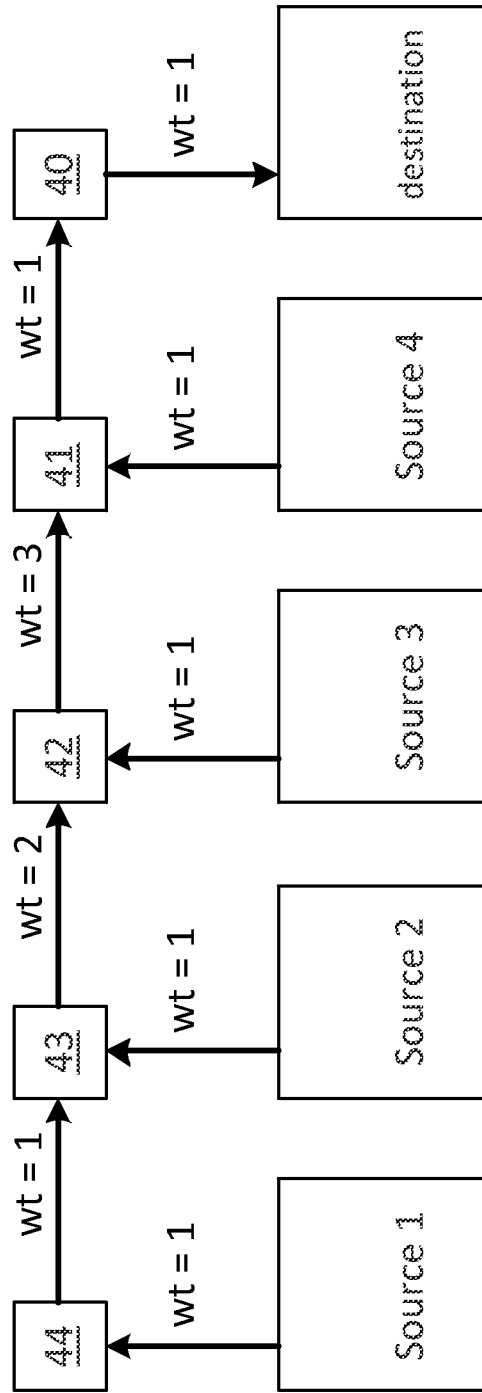 44
wt = 1
43
wt = 2
42
wt = 3
41
wt = 1
40
wt = 1
wt = 1
wt = 1
wt = 1
wt = 1
Source 1
Source 2
Source 3
Source 4
destination